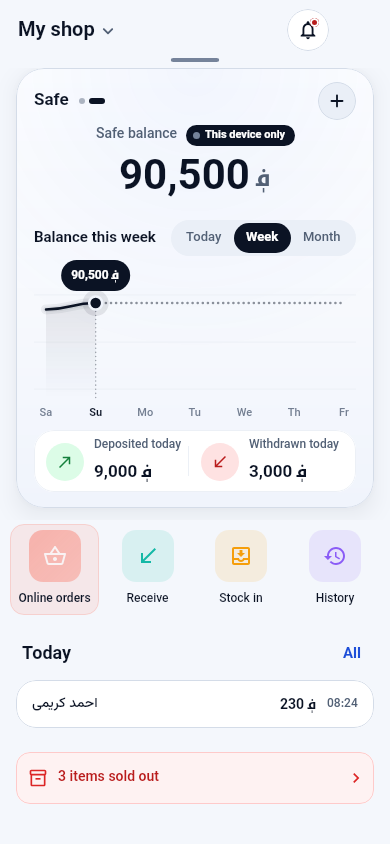 My shop
Safe
Safe balance This device only
90,500 ؋
Balance this week Today Week Month
90,500 ؋
Sa Su Mo Tu We Th Fr
Deposited today
9,000 ؋
Withdrawn today
3,000 ؋
Online orders Receive Stock in History
Today All
احمد کریمی 230 ؋ 08:24
3 items sold out